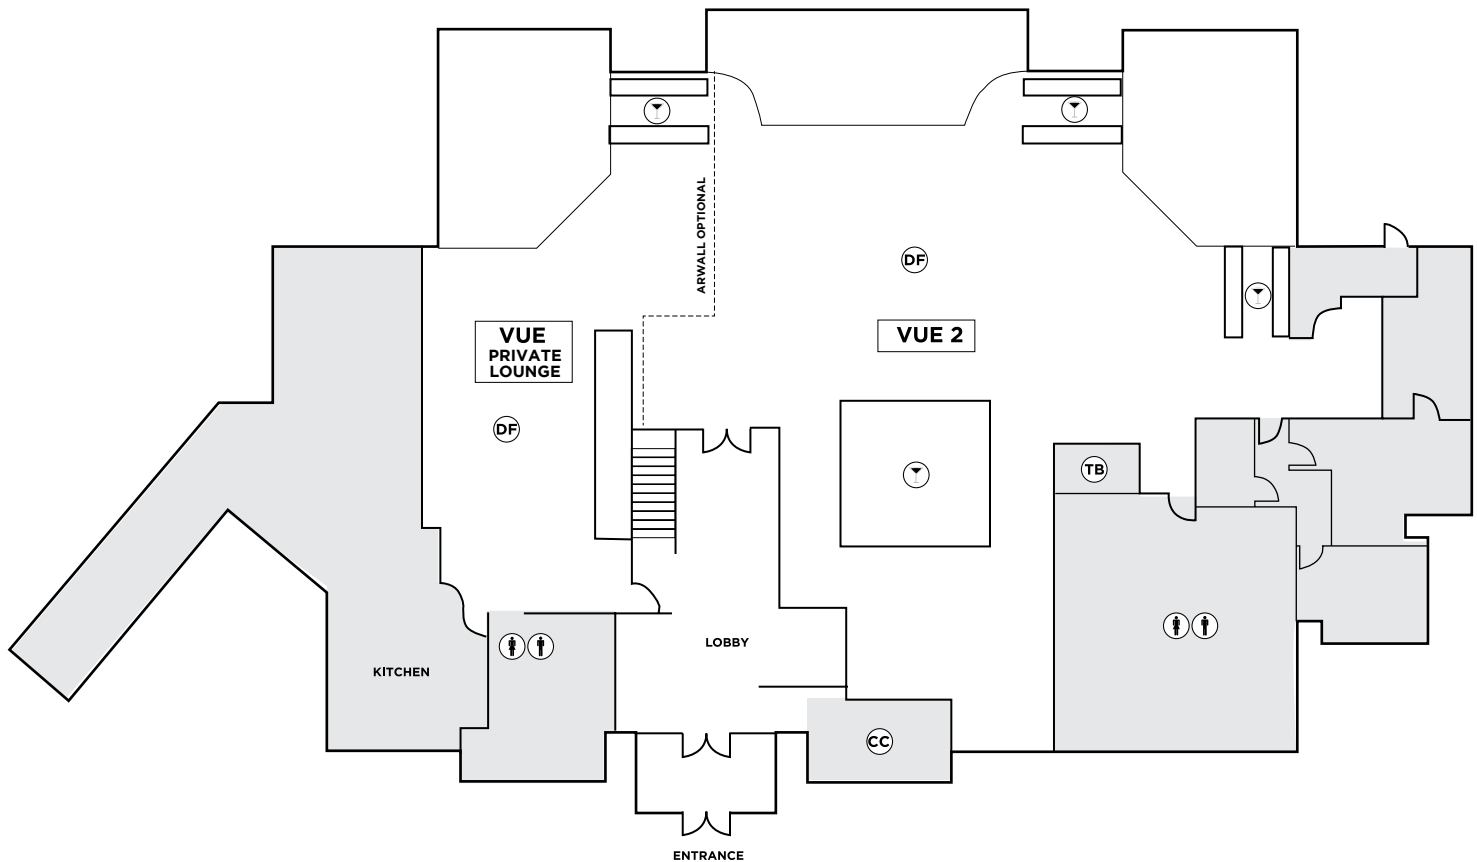 ARWALL OPTIONAL
DF
VUE
PRIVATE
LOUNGE
VUE 2
DF
TB
LOBBY
KITCHEN
CC
ENTRANCE